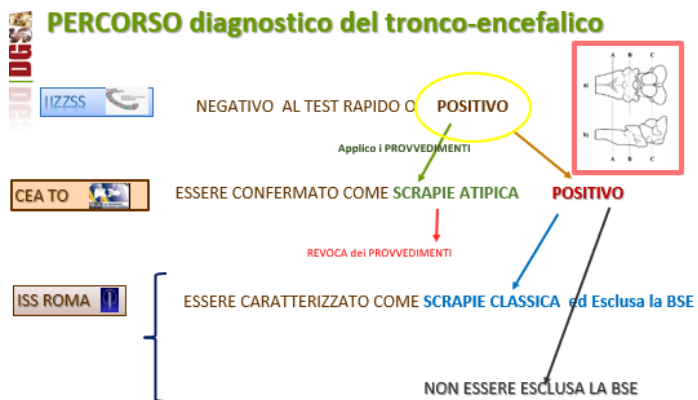 DGSA
PERCORSO diagnostico del tronco-encefalico
A B C
a)
b)
A B C
IIZZSS
NEGATIVO AL TEST RAPIDO O POSITIVO
Applico i PROVVEDIMENTI
CEA TO
ESSERE CONFERMATO COME SCRAPIE ATIPICA POSITIVO
REVOCA dei PROVVEDIMENTI
ISS ROMA
ESSERE CARATTERIZZATO COME SCRAPIE CLASSICA ed Esclusa la BSE
NON ESSERE ESCLUSA LA BSE